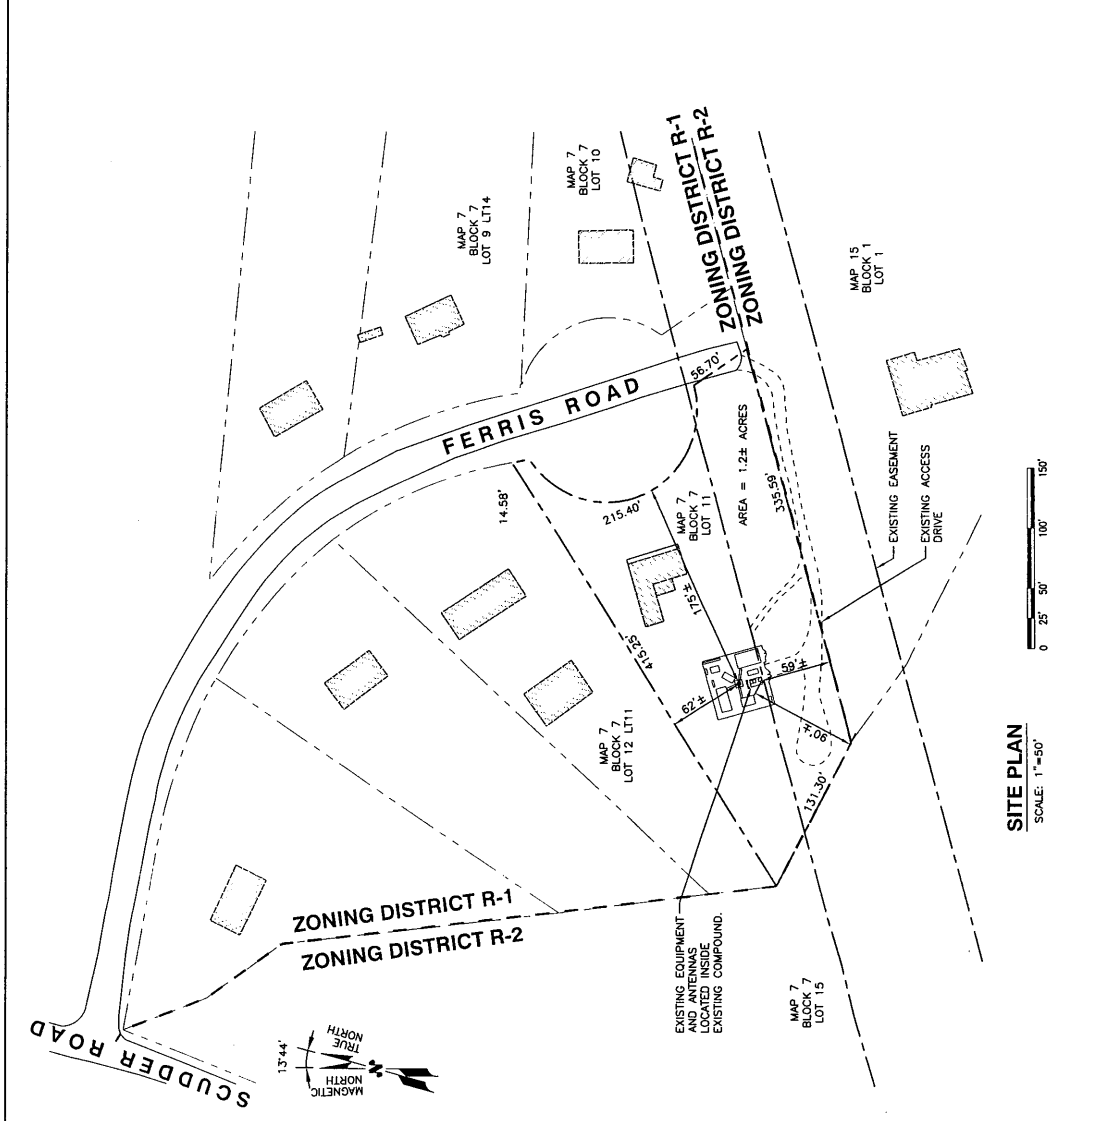 MAP 7
BLOCK 7
LOT 10
ZONING DISTRICT R-1
ZONING DISTRICT R-2
MAP 7
BLOCK 7
LOT 9 LT14
MAP 15
BLOCK 1
LOT 1
FERRIS ROAD
56.70'
AREA = 1.2± ACRES
335.59'
14.58'
215.40'
MAP 7
BLOCK 7
LOT 11
EXISTING EASEMENT
EXISTING ACCESS
DRIVE
175'±
415.25'
62'±
59'±
90'±
131.30'
MAP 7
BLOCK 7
LOT 12 LT11
ZONING DISTRICT R-1
ZONING DISTRICT R-2
EXISTING EQUIPMENT
AND ANTENNAS
LOCATED INSIDE
EXISTING COMPOUND.
MAP 7
BLOCK 7
LOT 15
SCUDDER ROAD
13°44'
TRUE
NORTH
MAGNETIC
NORTH
N
0 25' 50' 100' 150'
SITE PLAN
SCALE: 1"=50'